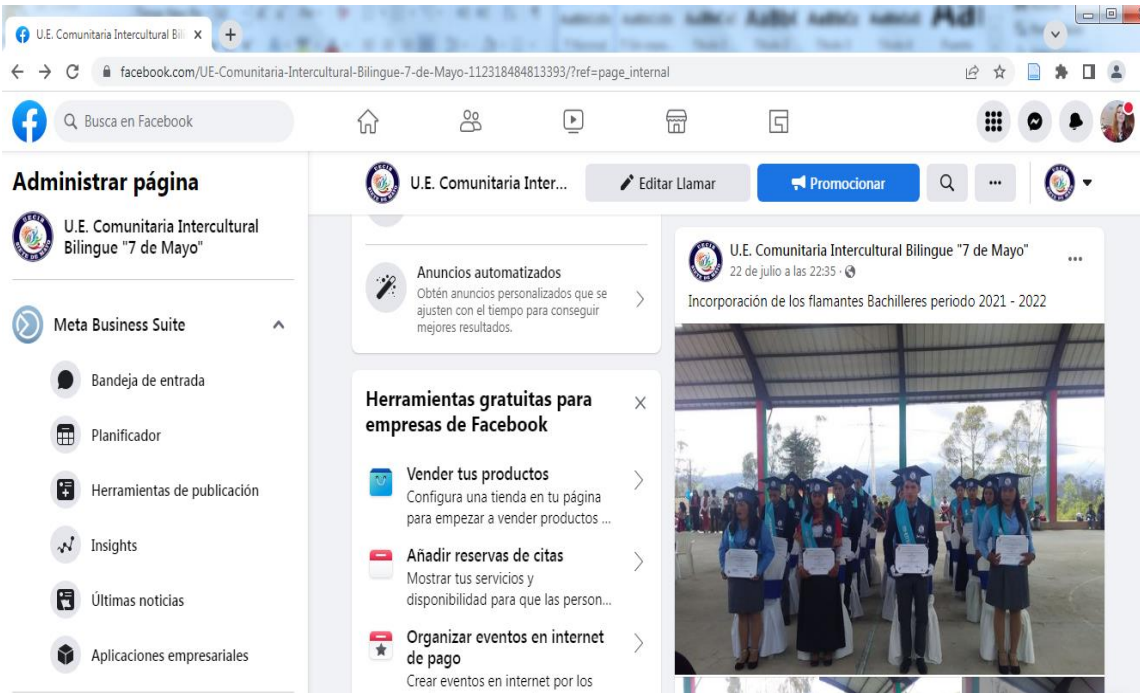 U.E. Comunitaria Intercultural Bili
facebook.com/UE-Comunitaria-Intercultural-Bilingue-7-de-Mayo-112318484813393/?ref=page_internal
Busca en Facebook
Administrar página
U.E. Comunitaria Intercultural
Bilingue "7 de Mayo"
Meta Business Suite
Bandeja de entrada
Planificador
Herramientas de publicación
Insights
Últimas noticias
Aplicaciones empresariales
U.E. Comunitaria Inter...
Editar Llamar
Promocionar
Anuncios automatizados
Obtén anuncios personalizados que se
ajusten con el tiempo para conseguir
mejores resultados.
Herramientas gratuitas para
empresas de Facebook
Vender tus productos
Configura una tienda en tu página
para empezar a vender productos ...
Añadir reservas de citas
Mostrar tus servicios y
disponibilidad para que las person...
Organizar eventos en internet
de pago
Crear eventos en internet por los
U.E. Comunitaria Intercultural Bilingue "7 de Mayo"
22 de julio a las 22:35 ·
Incorporación de los flamantes Bachilleres periodo 2021 - 2022